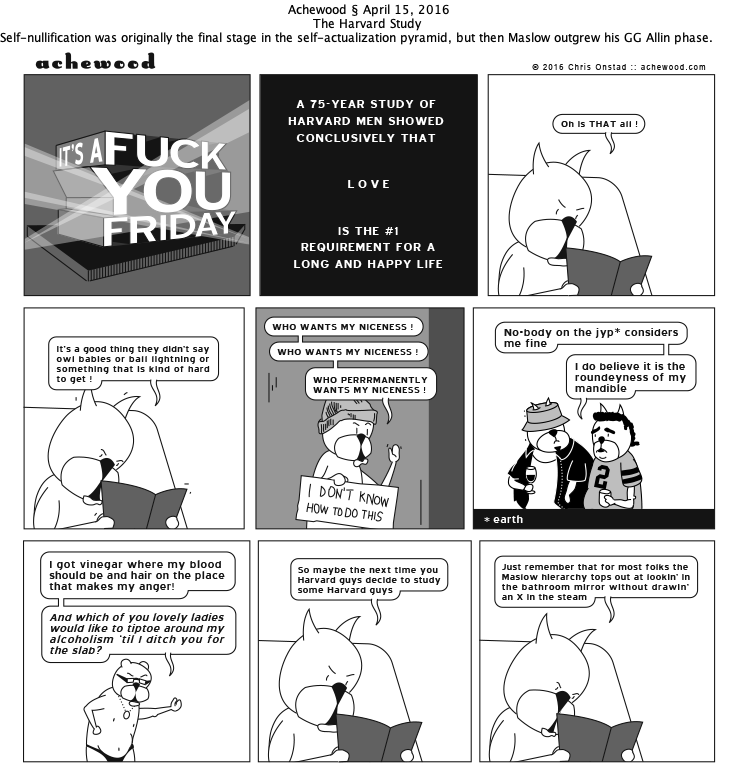 Achewood § April 15, 2016
The Harvard Study
Self-nullification was originally the final stage in the self-actualization pyramid, but then Maslow outgrew his GG Allin phase.
achewood
© 2016 Chris Onstad :: achewood.com
IT'S A FUCK
YOU
FRIDAY
A 75-YEAR STUDY OF
HARVARD MEN SHOWED
CONCLUSIVELY THAT
LOVE
IS THE #1
REQUIREMENT FOR A
LONG AND HAPPY LIFE
Oh is THAT all !
It's a good thing they didn't say
owl babies or ball lightning or
something that is kind of hard
to get !
WHO WANTS MY NICENESS !
WHO WANTS MY NICENESS !
WHO PERRRMANENTLY
WANTS MY NICENESS !
I DON'T KNOW
HOW TO DO THIS
No-body on the jyp* considers
me fine
I do believe it is the
roundeyness of my
mandible
2
* earth
I got vinegar where my blood
should be and hair on the place
that makes my anger!
And which of you lovely ladies
would like to tiptoe around my
alcoholism 'til I ditch you for
the slab?
So maybe the next time you
Harvard guys decide to study
some Harvard guys
Just remember that for most folks the
Maslow hierarchy tops out at lookin' in
the bathroom mirror without drawin'
an X in the steam